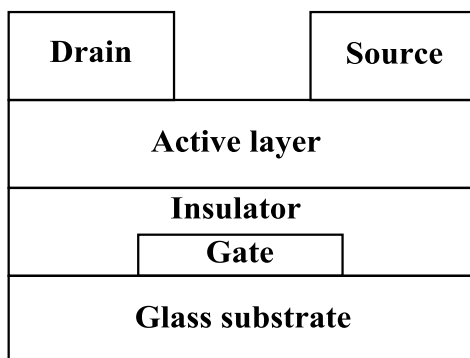 Drain
Source
Active layer
Insulator
Gate
Glass substrate